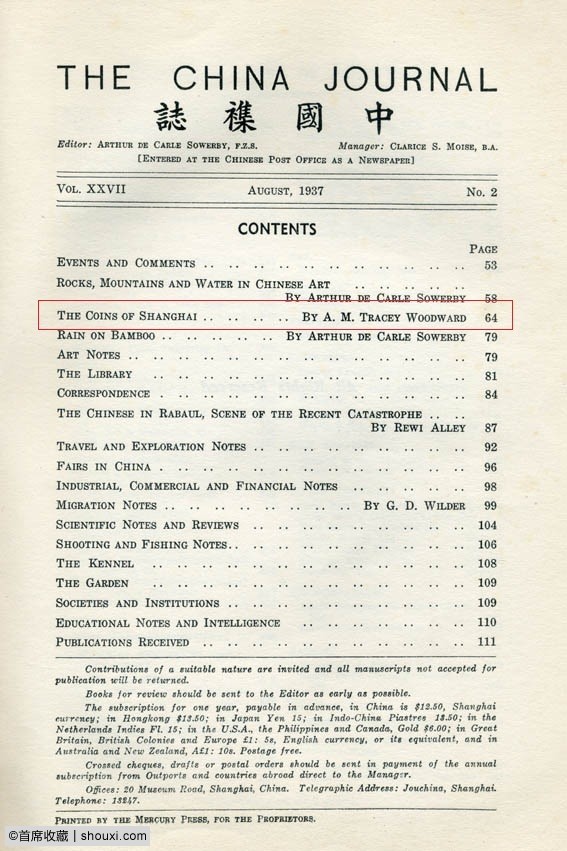 THE CHINA JOURNAL
誌 襍 國 中
Editor: ARTHUR DE CARLE SOWERBY, F.Z.S. Manager: CLARICE S. MOISE, B.A.
[ENTERED AT THE CHINESE POST OFFICE AS A NEWSPAPER]
VOL. XXVII AUGUST, 1937 No. 2
CONTENTS
PAGE
EVENTS AND COMMENTS .. .. .. .. .. .. .. .. .. .. .. 53
ROCKS, MOUNTAINS AND WATER IN CHINESE ART .. .. .. .. ..
BY ARTHUR DE CARLE SOWERBY 58
THE COINS OF SHANGHAI .. .. .. .. .. BY A. M. TRACEY WOODWARD 64
RAIN ON BAMBOO .. .. .. .. .. BY ARTHUR DE CARLE SOWERBY 79
ART NOTES .. .. .. .. .. .. .. .. .. .. .. .. .. 79
THE LIBRARY .. .. .. .. .. .. .. .. .. .. .. .. 81
CORRESPONDENCE . .. .. .. .. .. .. .. .. .. .. .. 84
THE CHINESE IN RABAUL, SCENE OF THE RECENT CATASTROPHE .. ..
BY REWI ALLEY 87
TRAVEL AND EXPLORATION NOTES .. .. .. .. .. .. .. .. 92
FAIRS IN CHINA . .. .. .. .. .. .. .. .. .. .. .. 96
INDUSTRIAL, COMMERCIAL AND FINANCIAL NOTES .. .. .. .. .. 98
MIGRATION NOTES .. .. .. .. .. .. .. .. BY G. D. WILDER 99
SCIENTIFIC NOTES AND REVIEWS .. .. .. .. .. .. .. .. 104
SHOOTING AND FISHING NOTES.. .. .. .. .. .. .. .. .. 106
THE KENNEL .. .. .. .. .. .. .. .. .. .. .. .. 108
THE GARDEN .. .. .. .. .. .. .. .. .. .. .. .. 109
SOCIETIES AND INSTITUTIONS .. .. .. .. .. .. .. .. .. 109
EDUCATIONAL NOTES AND INTELLIGENCE .. .. .. .. .. .. .. 110
PUBLICATIONS RECEIVED .. .. .. .. .. .. .. .. .. .. 111
Contributions of a suitable nature are invited and all manuscripts not accepted for
publication will be returned.
Books for review should be sent to the Editor as early as possible.
The subscription for one year, payable in advance, in China is $12.50, Shanghai
currency; in Hongkong $13.50; in Japan Yen 15; in Indo-China Piastres 13.50; in the
Netherlands Indies Fl. 15; in the U.S.A., the Philippines and Canada, Gold $6.00; in Great
Britain, British Colonies and Europe £1: 5s, English currency, or its equivalent, and in
Australia and New Zealand, A£1: 10s. Postage free.
Crossed cheques, drafts or postal orders should be sent in payment of the annual
subscription from Outports and countries abroad direct to the Manager.
Offices: 20 Museum Road, Shanghai, China. Telegraphic Address: Jouchina, Shanghai.
Telephone: 13247.
PRINTED BY THE MERCURY PRESS, FOR THE PROPRIETORS.
©首席收藏 | shouxi.com